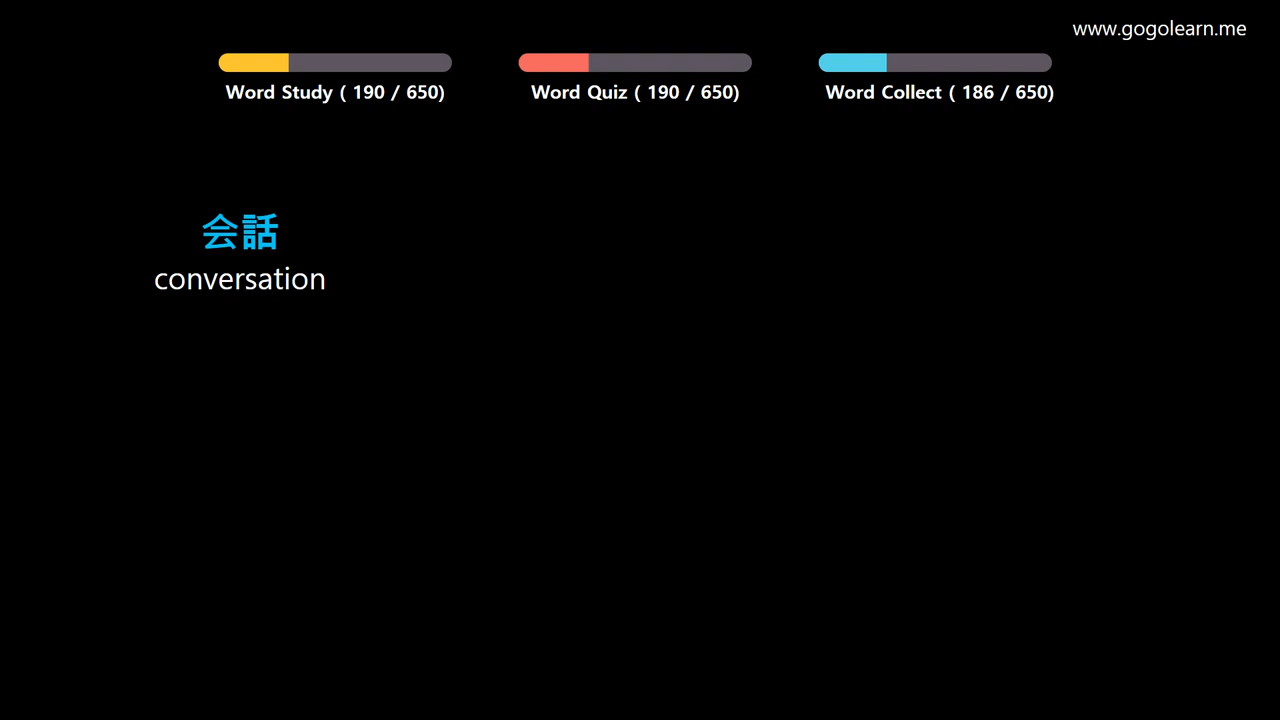 www.gogolearn.me
Word Study ( 190 / 650)
Word Quiz ( 190 / 650)
Word Collect ( 186 / 650)
会話
conversation